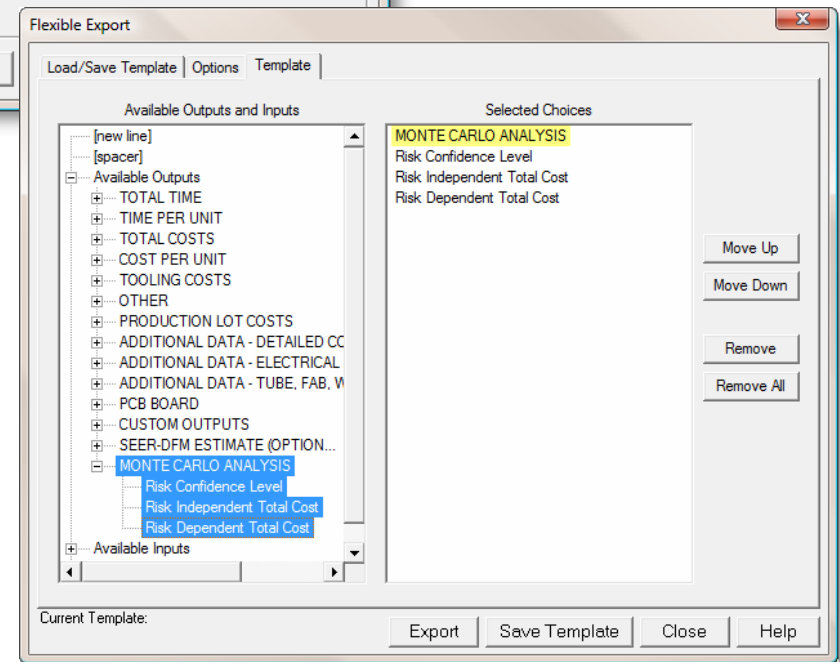 Flexible Export
Load/Save Template
Options
Template
Available Outputs and Inputs
[new line]
[spacer]
Available Outputs
TOTAL TIME
TIME PER UNIT
TOTAL COSTS
COST PER UNIT
TOOLING COSTS
OTHER
PRODUCTION LOT COSTS
ADDITIONAL DATA - DETAILED CC
ADDITIONAL DATA - ELECTRICAL
ADDITIONAL DATA - TUBE, FAB, W
PCB BOARD
CUSTOM OUTPUTS
SEER-DFM ESTIMATE (OPTION...
MONTE CARLO ANALYSIS
Risk Confidence Level
Risk Independent Total Cost
Risk Dependent Total Cost
Available Inputs
Selected Choices
MONTE CARLO ANALYSIS
Risk Confidence Level
Risk Independent Total Cost
Risk Dependent Total Cost
Move Up
Move Down
Remove
Remove All
Current Template:
Export
Save Template
Close
Help